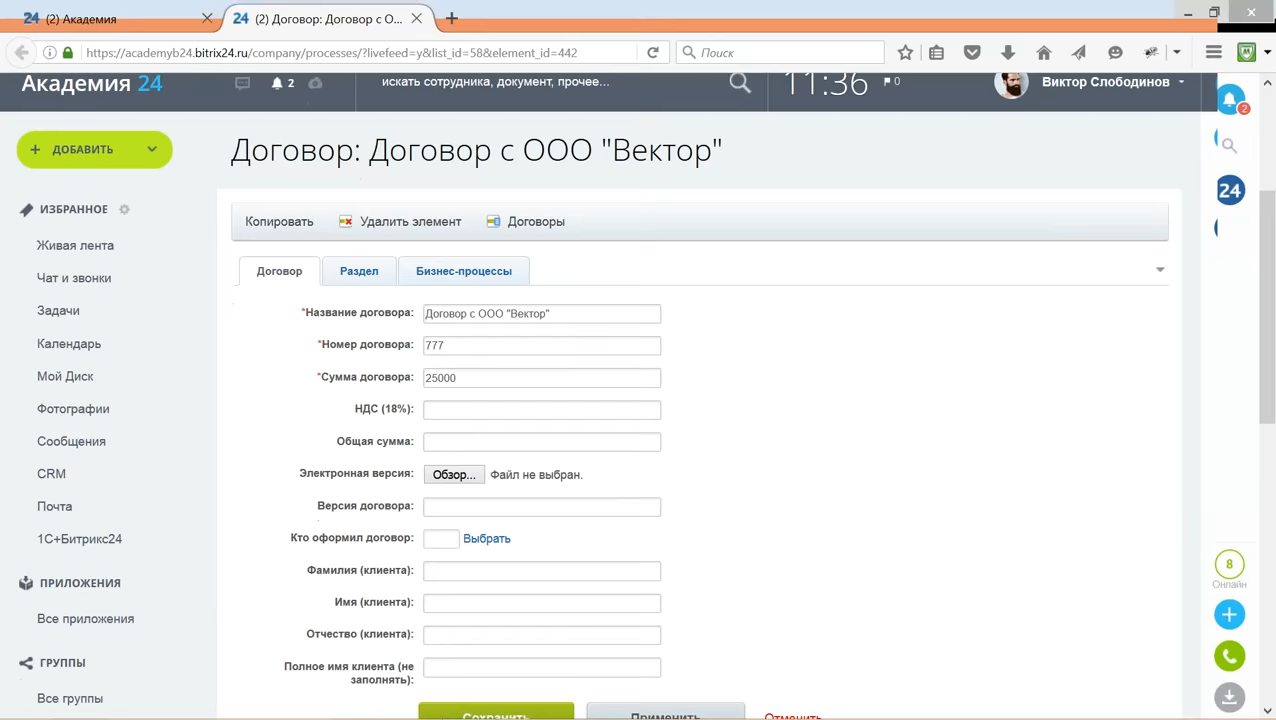 24 (2) Академия
24 (2) Договор: Договор с О...
https://academyb24.bitrix24.ru/company/processes/?livefeed=y&list_id=58&element_id=442
Поиск
Академия 24
2
искать сотрудника, документ, прочее...
11:36
0
Виктор Слободинов
2
+ ДОБАВИТЬ
24
ИЗБРАННОЕ
Живая лента
Чат и звонки
Задачи
Календарь
Мой Диск
Фотографии
Сообщения
CRM
Почта
1С+Битрикс24
ПРИЛОЖЕНИЯ
Все приложения
ГРУППЫ
Все группы
Договор: Договор с ООО "Вектор"
Копировать Удалить элемент Договоры
Договор Раздел Бизнес-процессы
*Название договора: Договор с ООО "Вектор"
*Номер договора: 777
*Сумма договора: 25000
НДС (18%):
Общая сумма:
Электронная версия: Обзор... Файл не выбран.
Версия договора:
Кто оформил договор: Выбрать
Фамилия (клиента):
Имя (клиента):
Отчество (клиента):
Полное имя клиента (не
заполнять):
Сохранить Применить Отменить
8
Онлайн